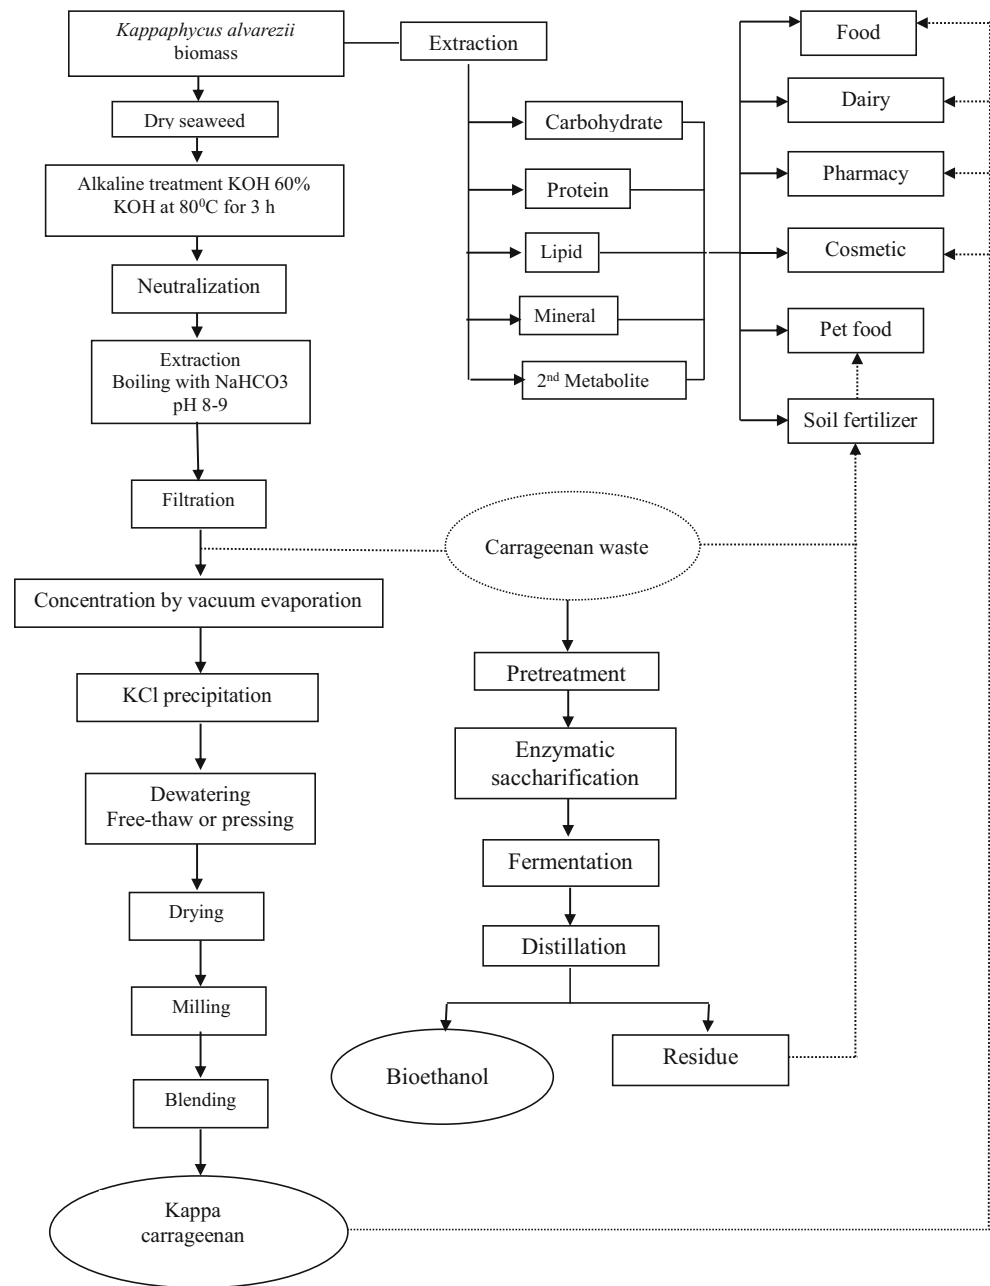 Kappaphycus alvarezii
biomass
Extraction
Food
Dry seaweed
Carbohydrate
Dairy
Alkaline treatment KOH 60%
KOH at 80⁰C for 3 h
Protein
Pharmacy
Neutralization
Lipid
Cosmetic
Mineral
Pet food
Extraction
Boiling with NaHCO3
pH 8-9
2nd Metabolite
Soil fertilizer
Filtration
Carrageenan waste
Concentration by vacuum evaporation
Pretreatment
KCl precipitation
Enzymatic
saccharification
Dewatering
Free-thaw or pressing
Fermentation
Drying
Distillation
Milling
Bioethanol
Residue
Blending
Kappa
carrageenan